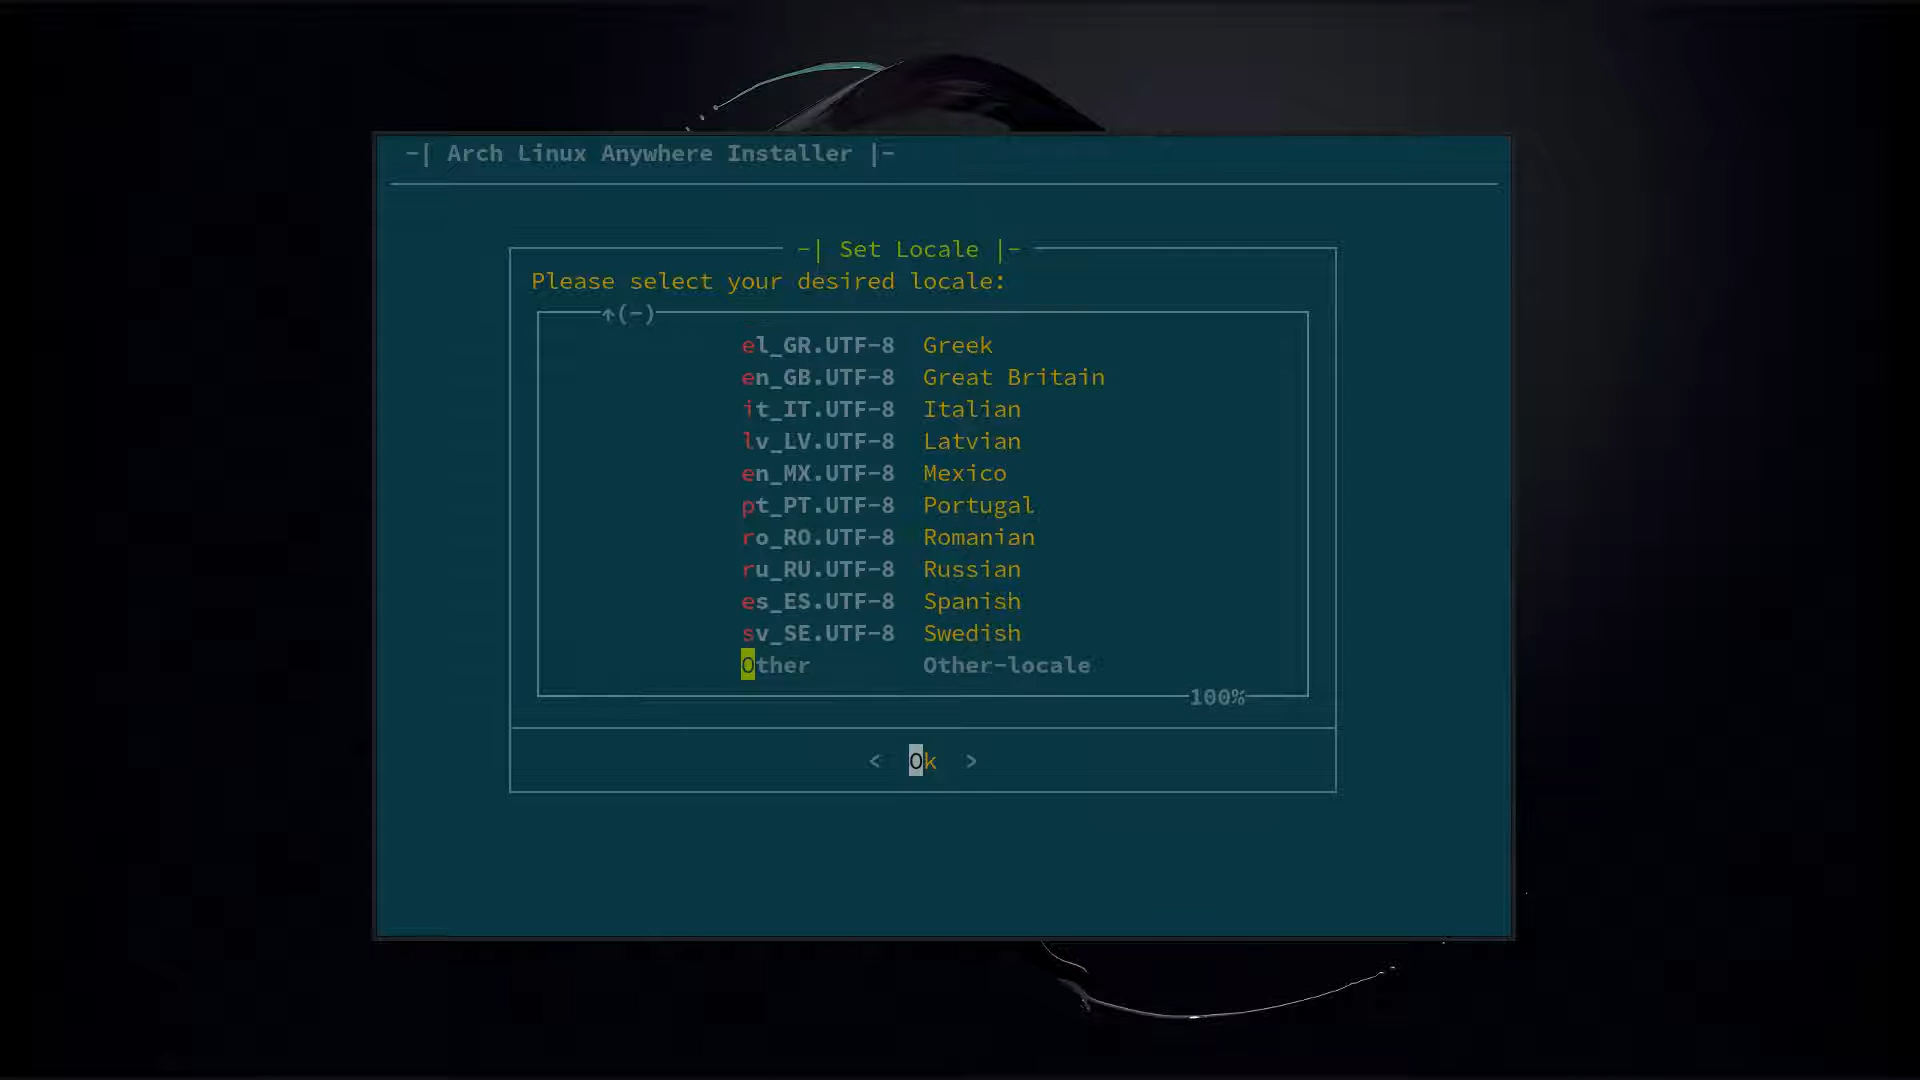 -| Arch Linux Anywhere Installer |-
-| Set Locale |-
Please select your desired locale:
↑(-)
el_GR.UTF-8 Greek
en_GB.UTF-8 Great Britain
it_IT.UTF-8 Italian
lv_LV.UTF-8 Latvian
en_MX.UTF-8 Mexico
pt_PT.UTF-8 Portugal
ro_RO.UTF-8 Romanian
ru_RU.UTF-8 Russian
es_ES.UTF-8 Spanish
sv_SE.UTF-8 Swedish
Other Other-locale
100%
< Ok >